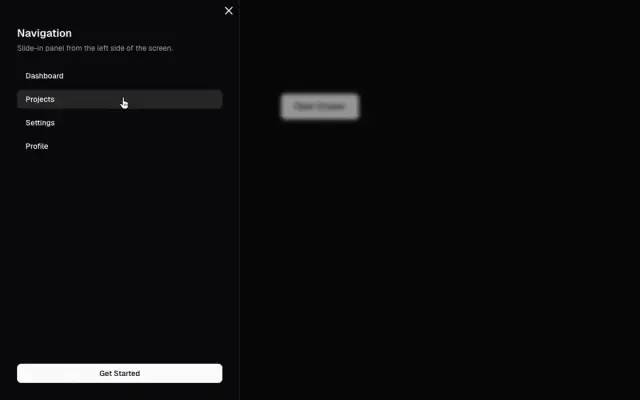 Navigation
Slide-in panel from the left side of the screen.
Dashboard
Projects
Settings
Profile
Get Started